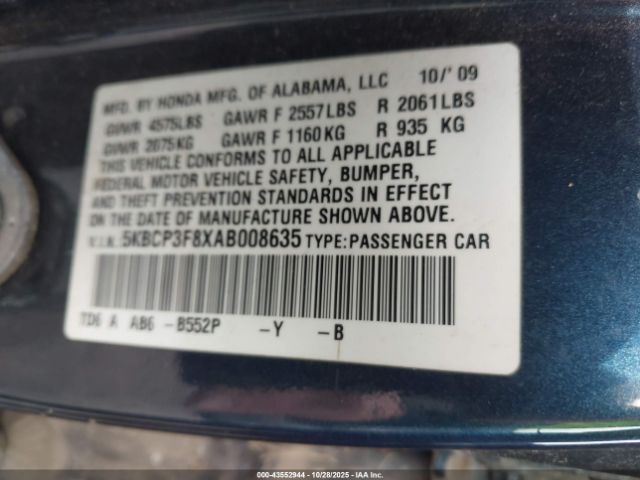 MFD. BY HONDA MFG. OF ALABAMA, LLC 10/'09
GVWR 4575LBS GAWR F 2557LBS R 2061LBS
GVWR 2075KG GAWR F 1160KG R 935 KG
THIS VEHICLE CONFORMS TO ALL APPLICABLE
FEDERAL MOTOR VEHICLE SAFETY, BUMPER,
AND THEFT PREVENTION STANDARDS IN EFFECT
ON THE DATE OF MANUFACTURE SHOWN ABOVE.
V.I.N. 5KBCP3F8XAB008635 TYPE: PASSENGER CAR
TD6 A AB6 -B552P -Y -B
000-43552944 | 10/28/2025 | IAA Inc.